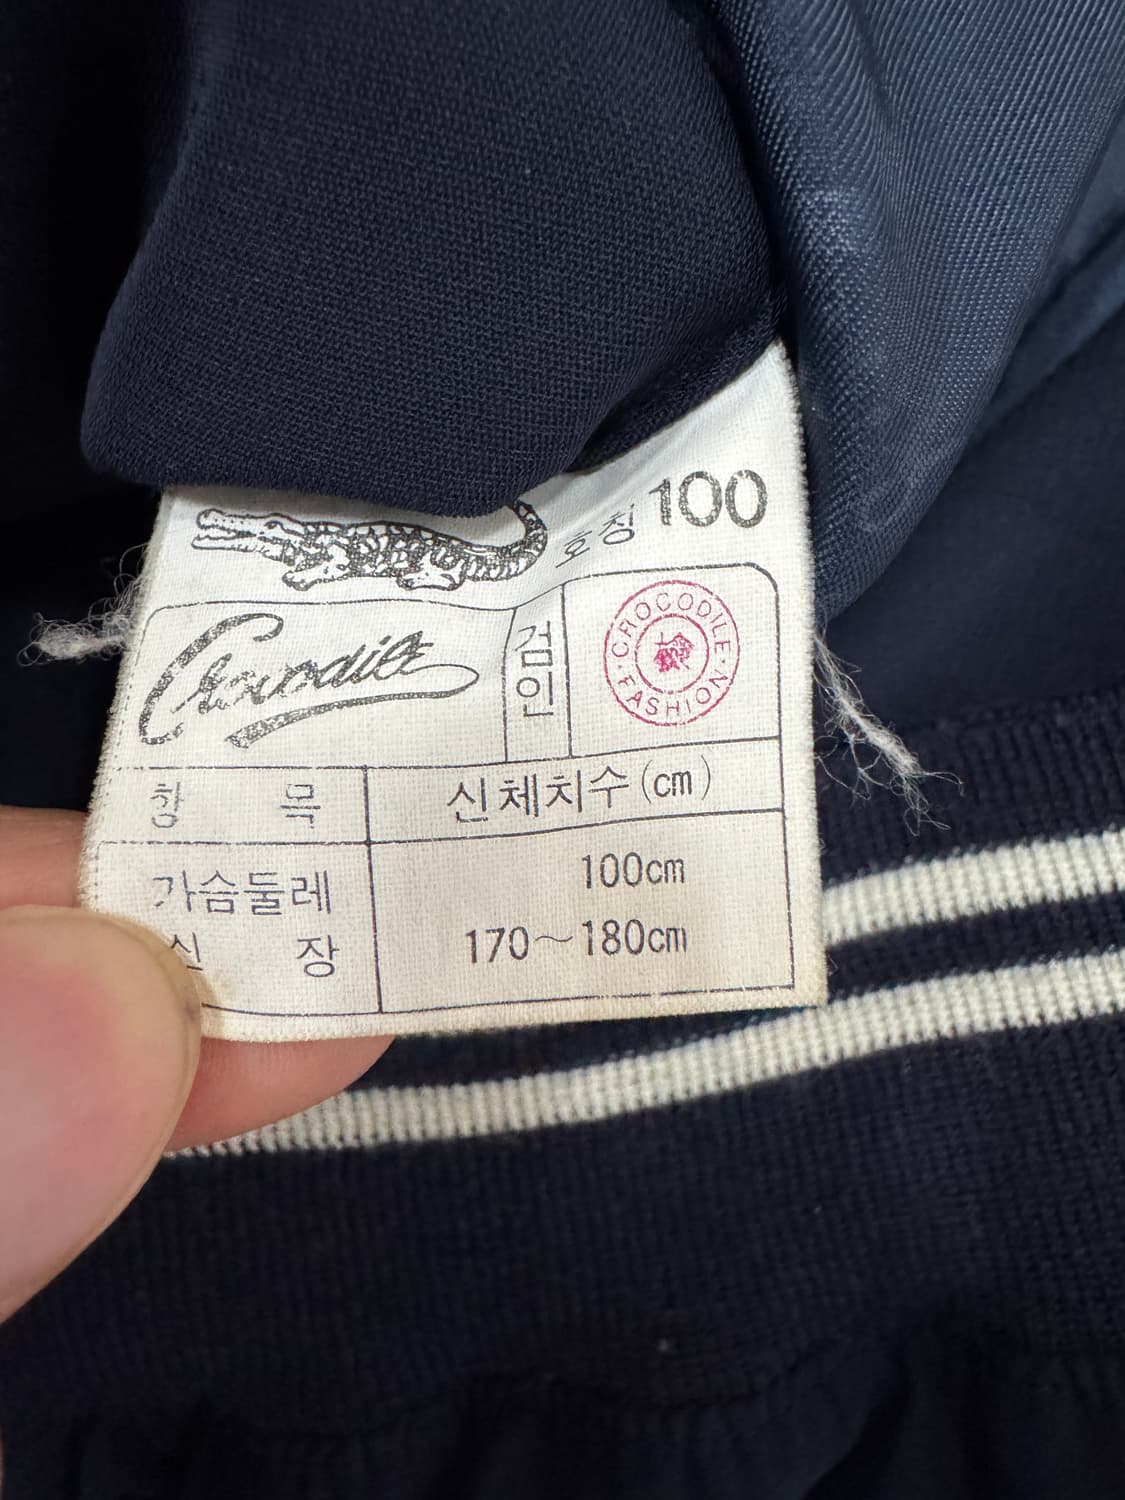 호칭 100
Crocodile
검인
CROCODILE · NO FASHION ·
항 목 신체치수(cm)
가슴둘레 100cm
신 장 170~180cm